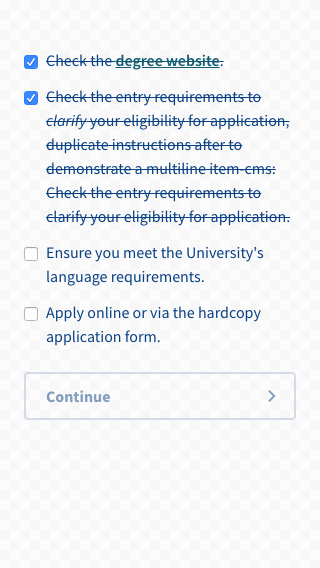 Check the degree website.
Check the entry requirements to
clarify your eligibility for application,
duplicate instructions after to
demonstrate a multiline item-cms:
Check the entry requirements to
clarify your eligibility for application.
Ensure you meet the University's
language requirements.
Apply online or via the hardcopy
application form.
Continue